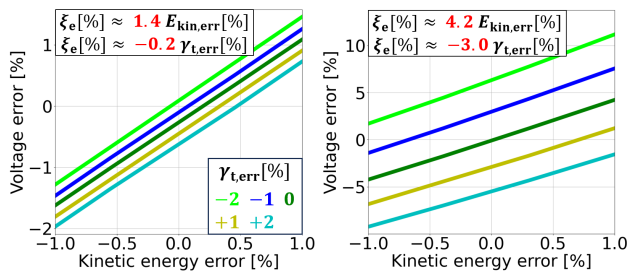 ξe[%] ≈ 1.4 Ekin,err[%]
ξe[%] ≈ −0.2 γt,err[%]
Voltage error [%]
1
0
−1
−2
γt,err[%]
−2 −1 0
+1 +2
−1.0 −0.5 0.0 0.5 1.0
Kinetic energy error [%]
ξe[%] ≈ 4.2 Ekin,err[%]
ξe[%] ≈ −3.0 γt,err[%]
Voltage error [%]
10
5
0
−5
−1.0 −0.5 0.0 0.5 1.0
Kinetic energy error [%]